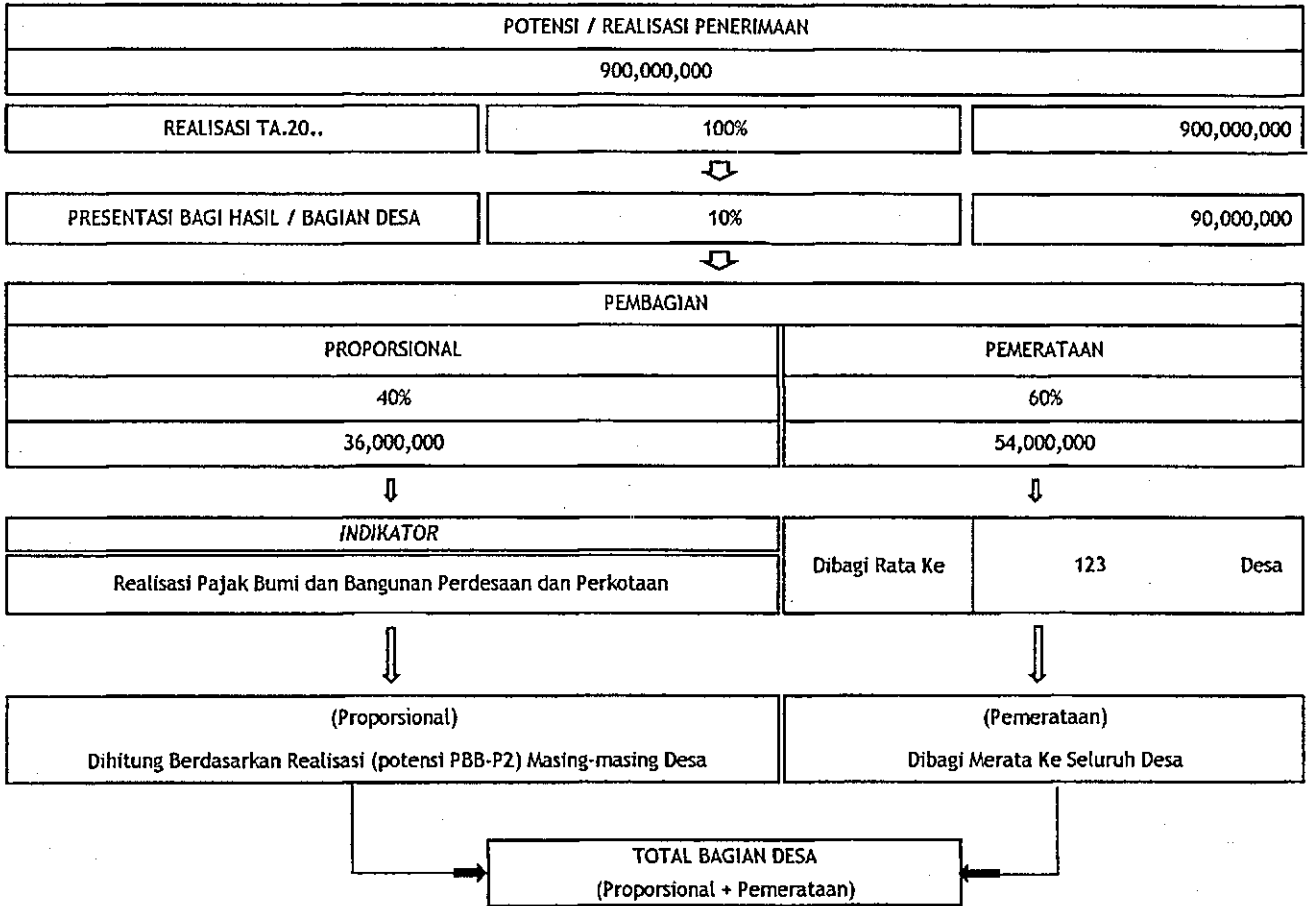 POTENSI / REALISASI PENERIMAAN
900,000,000
REALISASI TA.20.. 100% 900,000,000
PRESENTASI BAGI HASIL / BAGIAN DESA 10% 90,000,000
PEMBAGIAN
PROPORSIONAL PEMERATAAN
40% 60%
36,000,000 54,000,000
INDIKATOR
Realisasi Pajak Bumi dan Bangunan Perdesaan dan Perkotaan
Dibagi Rata Ke 123 Desa
(Proporsional)
Dihitung Berdasarkan Realisasi (potensi PBB-P2) Masing-masing Desa
(Pemerataan)
Dibagi Merata Ke Seluruh Desa
TOTAL BAGIAN DESA
(Proporsional + Pemerataan)